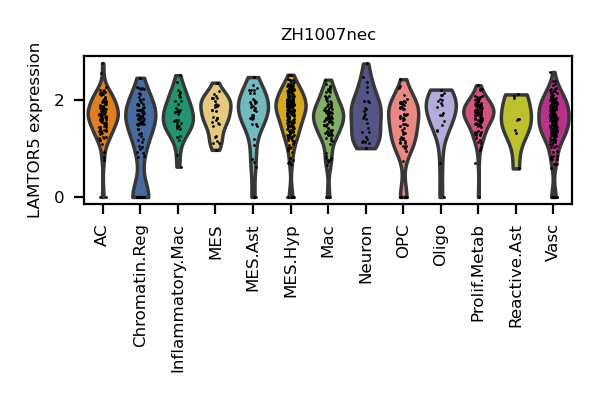 ZH1007nec
LAMTOR5 expression
2
0
AC
Chromatin.Reg
Inflammatory.Mac
MES
MES.Ast
MES.Hyp
Mac
Neuron
OPC
Oligo
Prolif.Metab
Reactive.Ast
Vasc